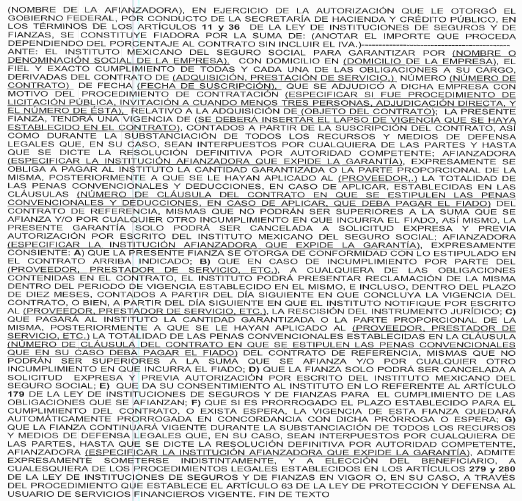 (NOMBRE DE LA AFIANZADORA), EN EJERCICIO DE LA AUTORIZACIÓN QUE LE OTORGÓ EL
GOBIERNO FEDERAL, POR CONDUCTO DE LA SECRETARÍA DE HACIENDA Y CRÉDITO PÚBLICO, EN
LOS TÉRMINOS DE LOS ARTÍCULOS 11 y 36 DE LA LEY DE INSTITUCIONES DE SEGUROS Y DE
FIANZAS, SE CONSTITUYE FIADORA POR LA SUMA DE: (ANOTAR EL IMPORTE QUE PROCEDA
DEPENDIENDO DEL PORCENTAJE AL CONTRATO SIN INCLUIR EL IVA.)------------------------------
ANTE: EL INSTITUTO MEXICANO DEL SEGURO SOCIAL PARA GARANTIZAR POR (NOMBRE O
DENOMINACIÓN SOCIAL DE LA EMPRESA), CON DOMICILIO EN (DOMICILIO DE LA EMPRESA), EL
FIEL Y EXACTO CUMPLIMIENTO DE TODAS Y CADA UNA DE LAS OBLIGACIONES A SU CARGO,
DERIVADAS DEL CONTRATO DE (ADQUISICIÓN, PRESTACIÓN DE SERVICIO,) NÚMERO (NÚMERO DE
CONTRATO) DE FECHA (FECHA DE SUSCRIPCIÓN), QUE SE ADJUDICÓ A DICHA EMPRESA CON
MOTIVO DEL PROCEDIMIENTO DE CONTRATACIÓN (ESPECIFICAR SI FUE PROCEDIMIENTO DE
LICITACIÓN PÚBLICA, INVITACIÓN A CUANDO MENOS TRES PERSONAS, ADJUDICACIÓN DIRECTA, Y
EL NÚMERO DE ÉSTA), RELATIVO A LA ADJUDICACIÓN DE (OBJETO DEL CONTRATO); LA PRESENTE
FIANZA, TENDRÁ UNA VIGENCIA DE (SE DEBERÁ INSERTAR EL LAPSO DE VIGENCIA QUE SE HAYA
ESTABLECIDO EN EL CONTRATO), CONTADOS A PARTIR DE LA SUSCRIPCIÓN DEL CONTRATO, ASÍ
COMO DURANTE LA SUBSTANCIACIÓN DE TODOS LOS RECURSOS Y MEDIOS DE DEFENSA
LEGALES QUE, EN SU CASO, SEAN INTERPUESTOS POR CUALQUIERA DE LAS PARTES Y HASTA
QUE SE DICTE LA RESOLUCIÓN DEFINITIVA POR AUTORIDAD COMPETENTE; AFIANZADORA
(ESPECIFICAR LA INSTITUCIÓN AFIANZADORA QUE EXPIDE LA GARANTÍA), EXPRESAMENTE SE
OBLIGA A PAGAR AL INSTITUTO LA CANTIDAD GARANTIZADA O LA PARTE PROPORCIONAL DE LA
MISMA, POSTERIORMENTE A QUE SE LE HAYAN APLICADO AL (PROVEEDOR,) LA TOTALIDAD DE
LAS PENAS CONVENCIONALES Y DEDUCCIONES, EN CASO DE APLICAR, ESTABLECIDAS EN LAS
CLÁUSULAS (NÚMERO DE CLÁUSULA DEL CONTRATO EN QUE SE ESTIPULEN LAS PENAS
CONVENCIONALES Y DEDUCCIONES, EN CASO DE APLICAR, QUE DEBA PAGAR EL FIADO) DEL
CONTRATO DE REFERENCIA, MISMAS QUE NO PODRÁN SER SUPERIORES A LA SUMA QUE SE
AFIANZA Y/O POR CUALQUIER OTRO INCUMPLIMIENTO EN QUE INCURRA EL FIADO, ASÍ MISMO, LA
PRESENTE GARANTÍA SOLO PODRÁ SER CANCELADA A SOLICITUD EXPRESA Y PREVIA
AUTORIZACIÓN POR ESCRITO DEL INSTITUTO MEXICANO DEL SEGURO SOCIAL; AFIANZADORA
(ESPECIFICAR LA INSTITUCIÓN AFIANZADORA QUE EXPIDE LA GARANTÍA), EXPRESAMENTE
CONSIENTE: A) QUE LA PRESENTE FIANZA SE OTORGA DE CONFORMIDAD CON LO ESTIPULADO EN
EL CONTRATO ARRIBA INDICADO; B) QUE EN CASO DE INCUMPLIMIENTO POR PARTE DEL
(PROVEEDOR, PRESTADOR DE SERVICIO, ETC.), A CUALQUIERA DE LAS OBLIGACIONES
CONTENIDAS EN EL CONTRATO, EL INSTITUTO PODRÁ PRESENTAR RECLAMACIÓN DE LA MISMA
DENTRO DEL PERIODO DE VIGENCIA ESTABLECIDO EN EL MISMO, E INCLUSO, DENTRO DEL PLAZO
DE DIEZ MESES, CONTADOS A PARTIR DEL DÍA SIGUIENTE EN QUE CONCLUYA LA VIGENCIA DEL
CONTRATO, O BIEN, A PARTIR DEL DÍA SIGUIENTE EN QUE EL INSTITUTO NOTIFIQUE POR ESCRITO
AL (PROVEEDOR, PRESTADOR DE SERVICIO, ETC.), LA RESCISIÓN DEL INSTRUMENTO JURÍDICO; C)
QUE PAGARÁ AL INSTITUTO LA CANTIDAD GARANTIZADA O LA PARTE PROPORCIONAL DE LA
MISMA, POSTERIORMENTE A QUE SE LE HAYAN APLICADO AL (PROVEEDOR, PRESTADOR DE
SERVICIO, ETC.) LA TOTALIDAD DE LAS PENAS CONVENCIONALES ESTABLECIDAS EN LA CLÁUSULA
(NÚMERO DE CLÁUSULA DEL CONTRATO EN QUE SE ESTIPULEN LAS PENAS CONVENCIONALES
QUE EN SU CASO DEBA PAGAR EL FIADO) DEL CONTRATO DE REFERENCIA, MISMAS QUE NO
PODRÁN SER SUPERIORES A LA SUMA QUE SE AFIANZA Y/O POR CUALQUIER OTRO
INCUMPLIMIENTO EN QUE INCURRA EL FIADO; D) QUE LA FIANZA SOLO PODRÁ SER CANCELADA A
SOLICITUD EXPRESA Y PREVIA AUTORIZACIÓN POR ESCRITO DEL INSTITUTO MEXICANO DEL
SEGURO SOCIAL; E) QUE DA SU CONSENTIMIENTO AL INSTITUTO EN LO REFERENTE AL ARTÍCULO
179 DE LA LEY DE INSTITUCIONES DE SEGUROS Y DE FIANZAS PARA EL CUMPLIMIENTO DE LAS
OBLIGACIONES QUE SE AFIANZAN; F) QUE SI ES PRORROGADO EL PLAZO ESTABLECIDO PARA EL
CUMPLIMIENTO DEL CONTRATO, O EXISTA ESPERA, LA VIGENCIA DE ESTA FIANZA QUEDARÁ
AUTOMÁTICAMENTE PRORROGADA EN CONCORDANCIA CON DICHA PRÓRROGA O ESPERA; G)
QUE LA FIANZA CONTINUARÁ VIGENTE DURANTE LA SUBSTANCIACIÓN DE TODOS LOS RECURSOS
Y MEDIOS DE DEFENSA LEGALES QUE, EN SU CASO, SEAN INTERPUESTOS POR CUALQUIERA DE
LAS PARTES, HASTA QUE SE DICTE LA RESOLUCIÓN DEFINITIVA POR AUTORIDAD COMPETENTE,
AFIANZADORA (ESPECIFICAR LA INSTITUCIÓN AFIANZADORA QUE EXPIDE LA GARANTÍA), ADMITE
EXPRESAMENTE SOMETERSE INDISTINTAMENTE, Y A ELECCIÓN DEL BENEFICIARIO, A
CUALESQUIERA DE LOS PROCEDIMIENTOS LEGALES ESTABLECIDOS EN LOS ARTÍCULOS 279 y 280
DE LA LEY DE INSTITUCIONES DE SEGUROS Y DE FIANZAS EN VIGOR O, EN SU CASO, A TRAVÉS
DEL PROCEDIMIENTO QUE ESTABLECE EL ARTÍCULO 63 DE LA LEY DE PROTECCIÓN Y DEFENSA AL
USUARIO DE SERVICIOS FINANCIEROS VIGENTE. FIN DE TEXTO